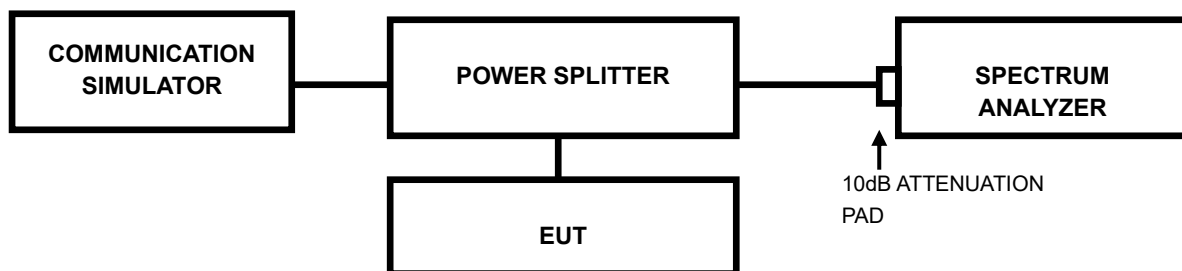 COMMUNICATION
SIMULATOR
POWER SPLITTER
SPECTRUM
ANALYZER
10dB ATTENUATION
PAD
EUT